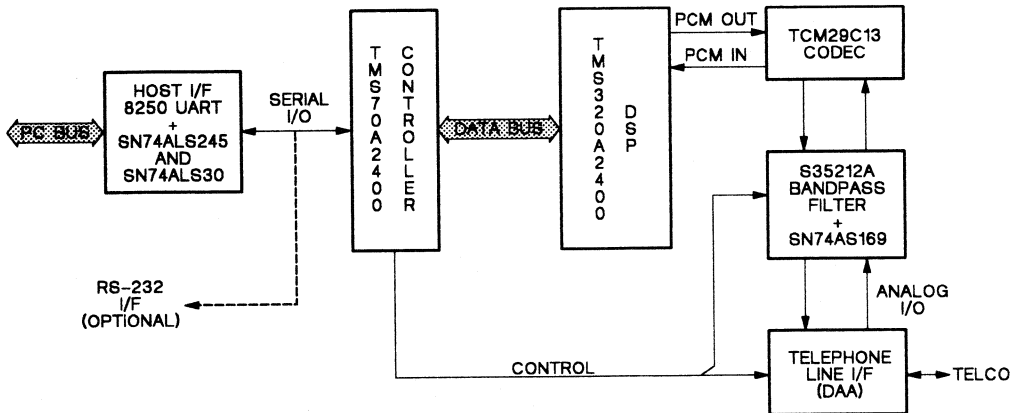 PC BUS
HOST I/F
8250 UART
+
SN74ALS245
AND
SN74ALS30
SERIAL
I/O
RS-232
I/F
(OPTIONAL)
TMS70A2400
CONTROLLER
DATA BUS
TMS320A2400
DSP
PCM OUT
PCM IN
TCM29C13
CODEC
S35212A
BANDPASS
FILTER
+
SN74AS169
ANALOG
I/O
CONTROL
TELEPHONE
LINE I/F
(DAA)
TELCO